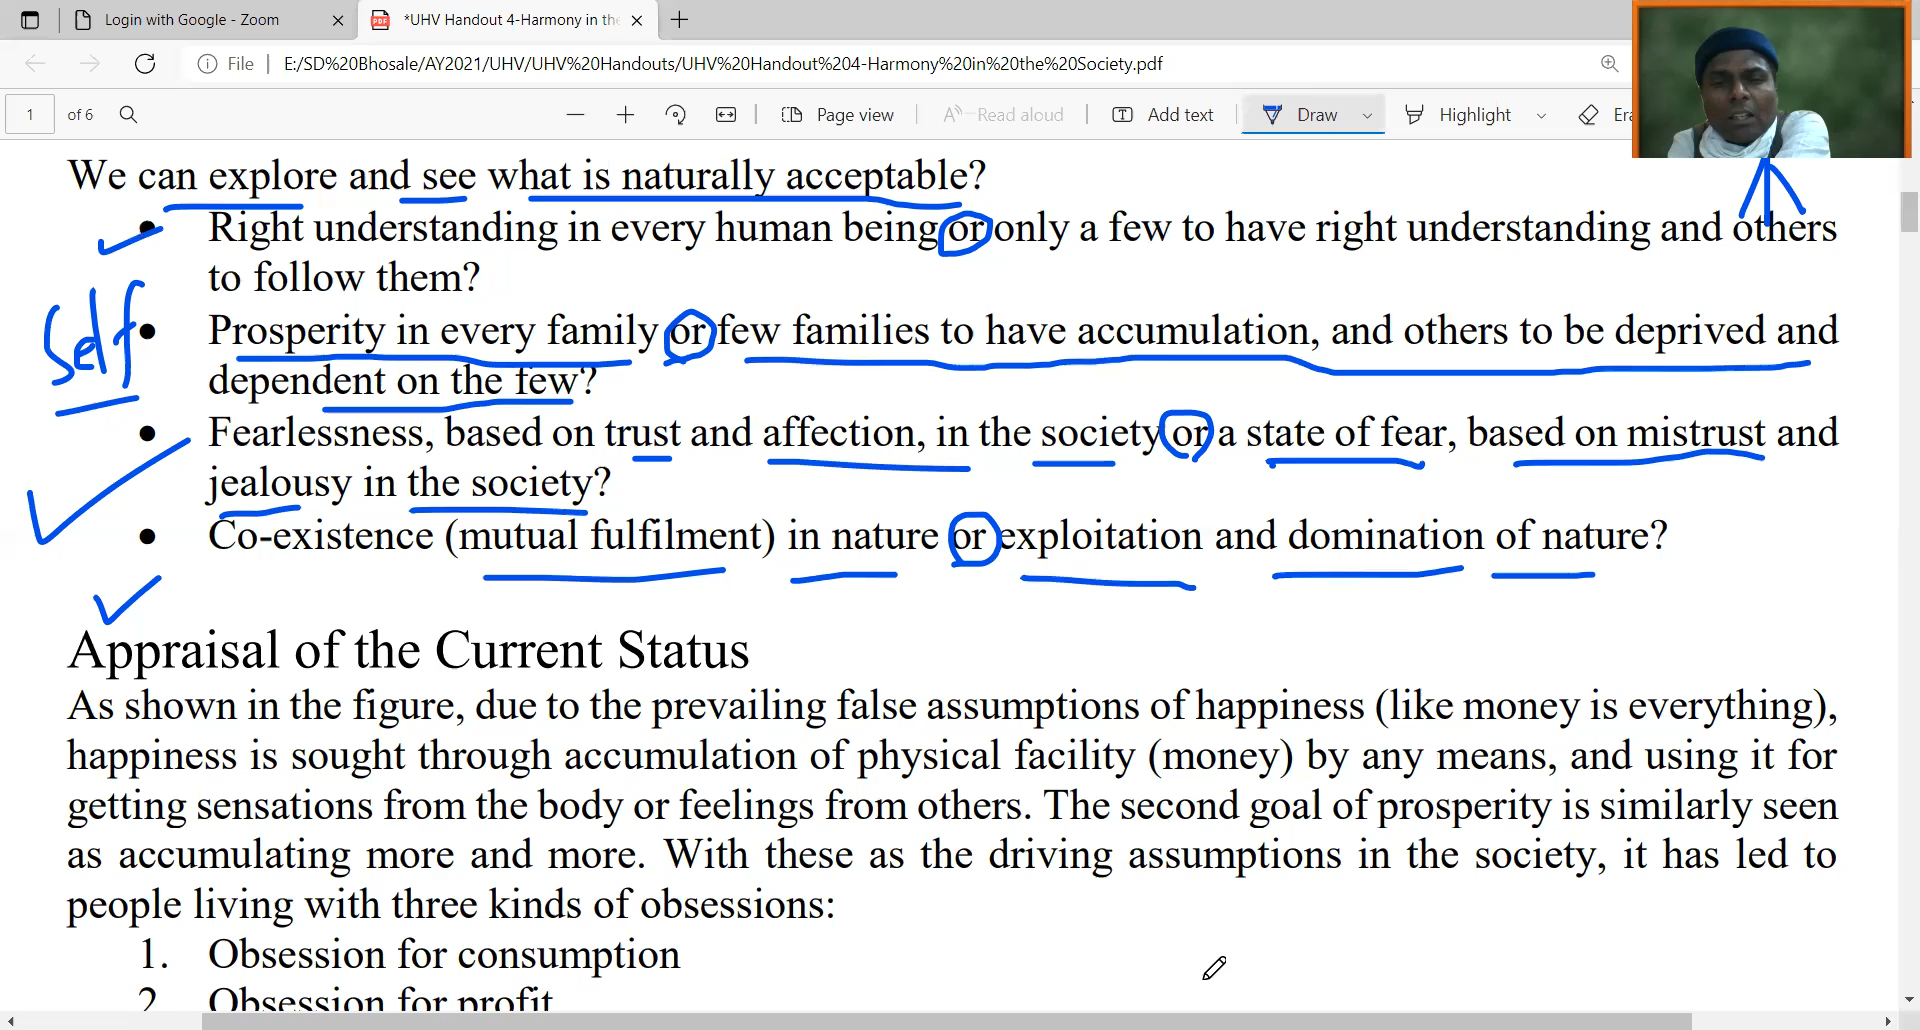 Login with Google - Zoom
*UHV Handout 4-Harmony in the
File
E:/SD%20Bhosale/AY2021/UHV/UHV%20Handouts/UHV%20Handout%204-Harmony%20in%20the%20Society.pdf
1 of 6 Page view Read aloud Add text Draw Highlight
We can explore and see what is naturally acceptable?
• Right understanding in every human being or only a few to have right understanding and others
to follow them?
Self
• Prosperity in every family or few families to have accumulation, and others to be deprived and
dependent on the few?
• Fearlessness, based on trust and affection, in the society or a state of fear, based on mistrust and
jealousy in the society?
• Co-existence (mutual fulfilment) in nature or exploitation and domination of nature?
Appraisal of the Current Status
As shown in the figure, due to the prevailing false assumptions of happiness (like money is everything),
happiness is sought through accumulation of physical facility (money) by any means, and using it for
getting sensations from the body or feelings from others. The second goal of prosperity is similarly seen
as accumulating more and more. With these as the driving assumptions in the society, it has led to
people living with three kinds of obsessions:
1. Obsession for consumption
2. Obsession for profit